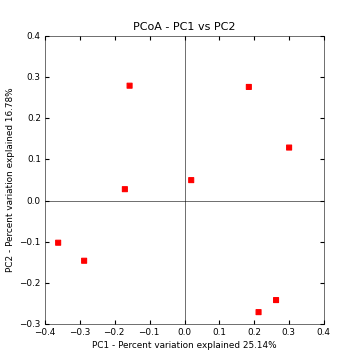 PCoA - PC1 vs PC2
0.4
0.3
0.2
0.1
0.0
−0.1
−0.2
−0.3
PC2 - Percent variation explained 16.78%
−0.4 −0.3 −0.2 −0.1 0.0 0.1 0.2 0.3 0.4
PC1 - Percent variation explained 25.14%